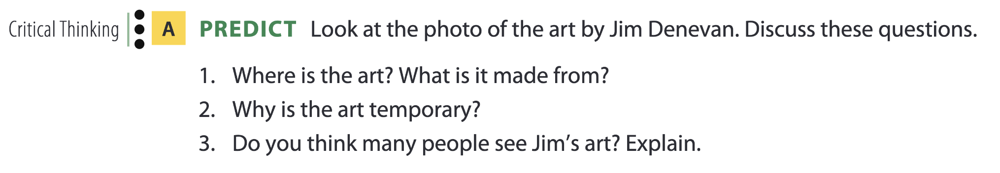 Critical Thinking A PREDICT Look at the photo of the art by Jim Denevan. Discuss these questions.
1. Where is the art? What is it made from?
2. Why is the art temporary?
3. Do you think many people see Jim’s art? Explain.